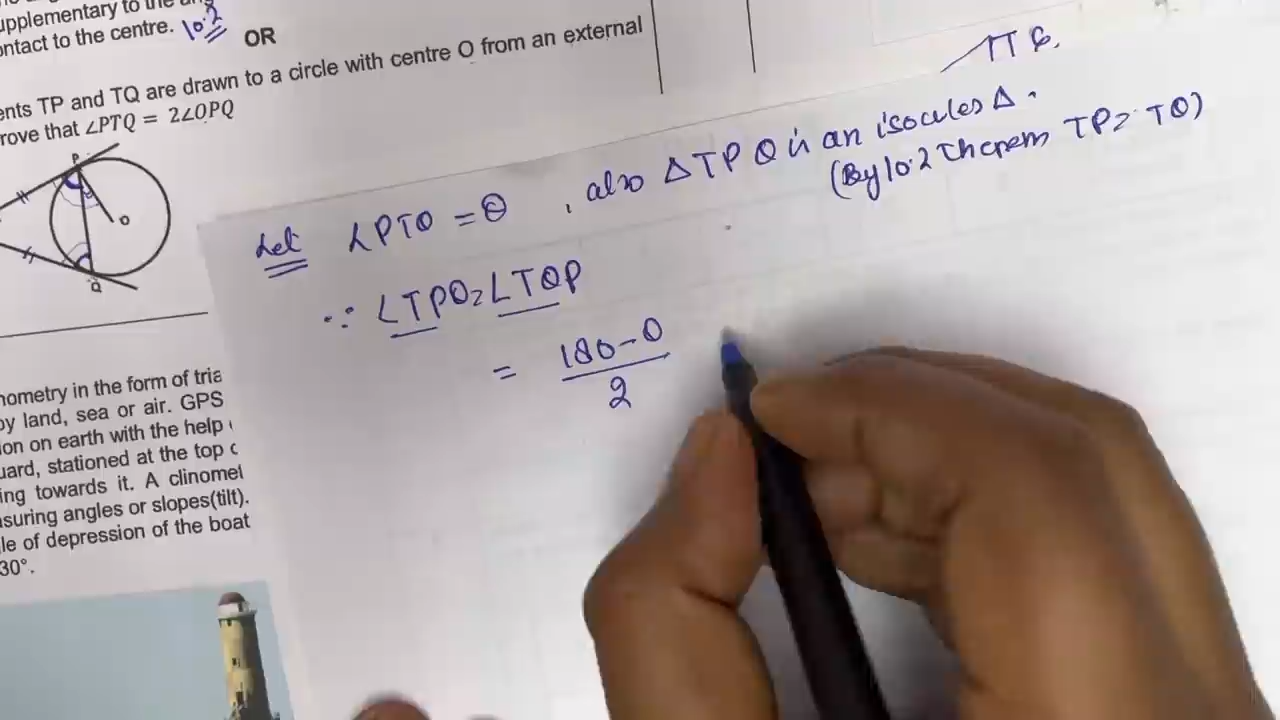 upplementary to the ang
ontact to the centre. 10.2
OR
ents TP and TQ are drawn to a circle with centre O from an external
rove that ∠PTQ = 2∠OPQ
P
O
Q
Let ∠PTQ = θ , also Δ TPQ is an isoceles Δ.
(By 10.2 Theorem TP = TQ)
∵ ∠TPQ = ∠TQP
= 180-θ
2
nometry in the form of tria
by land, sea or air. GPS
ion on earth with the help
uard, stationed at the top c
ing towards it. A clinomet
asuring angles or slopes(tilt).
le of depression of the boat
30°.